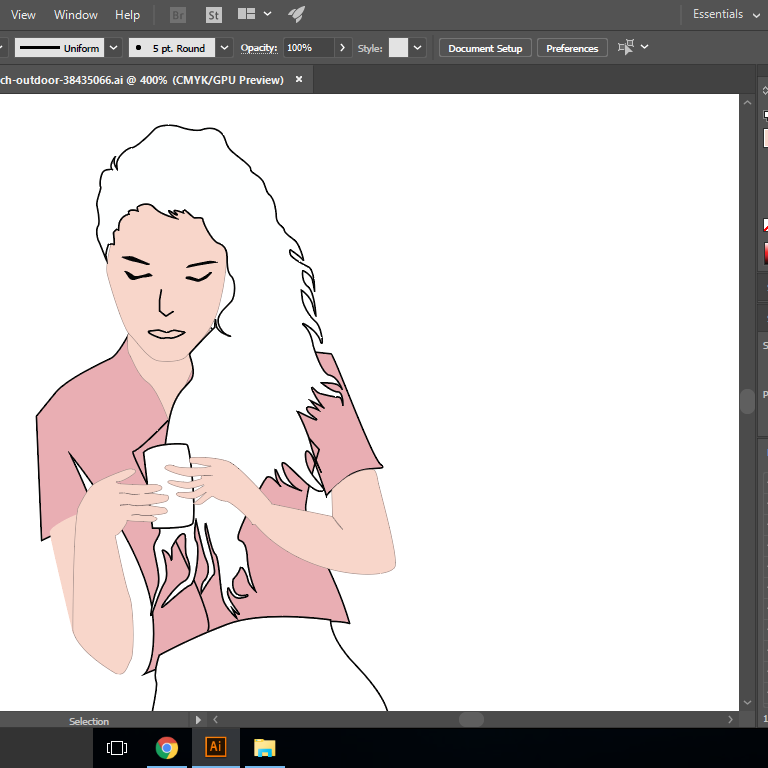 View Window Help Br St Essentials
Uniform 5 pt. Round Opacity: 100% Style: Document Setup Preferences
ch-outdoor-38435066.ai @ 400% (CMYK/GPU Preview) ×
Selection
Ai